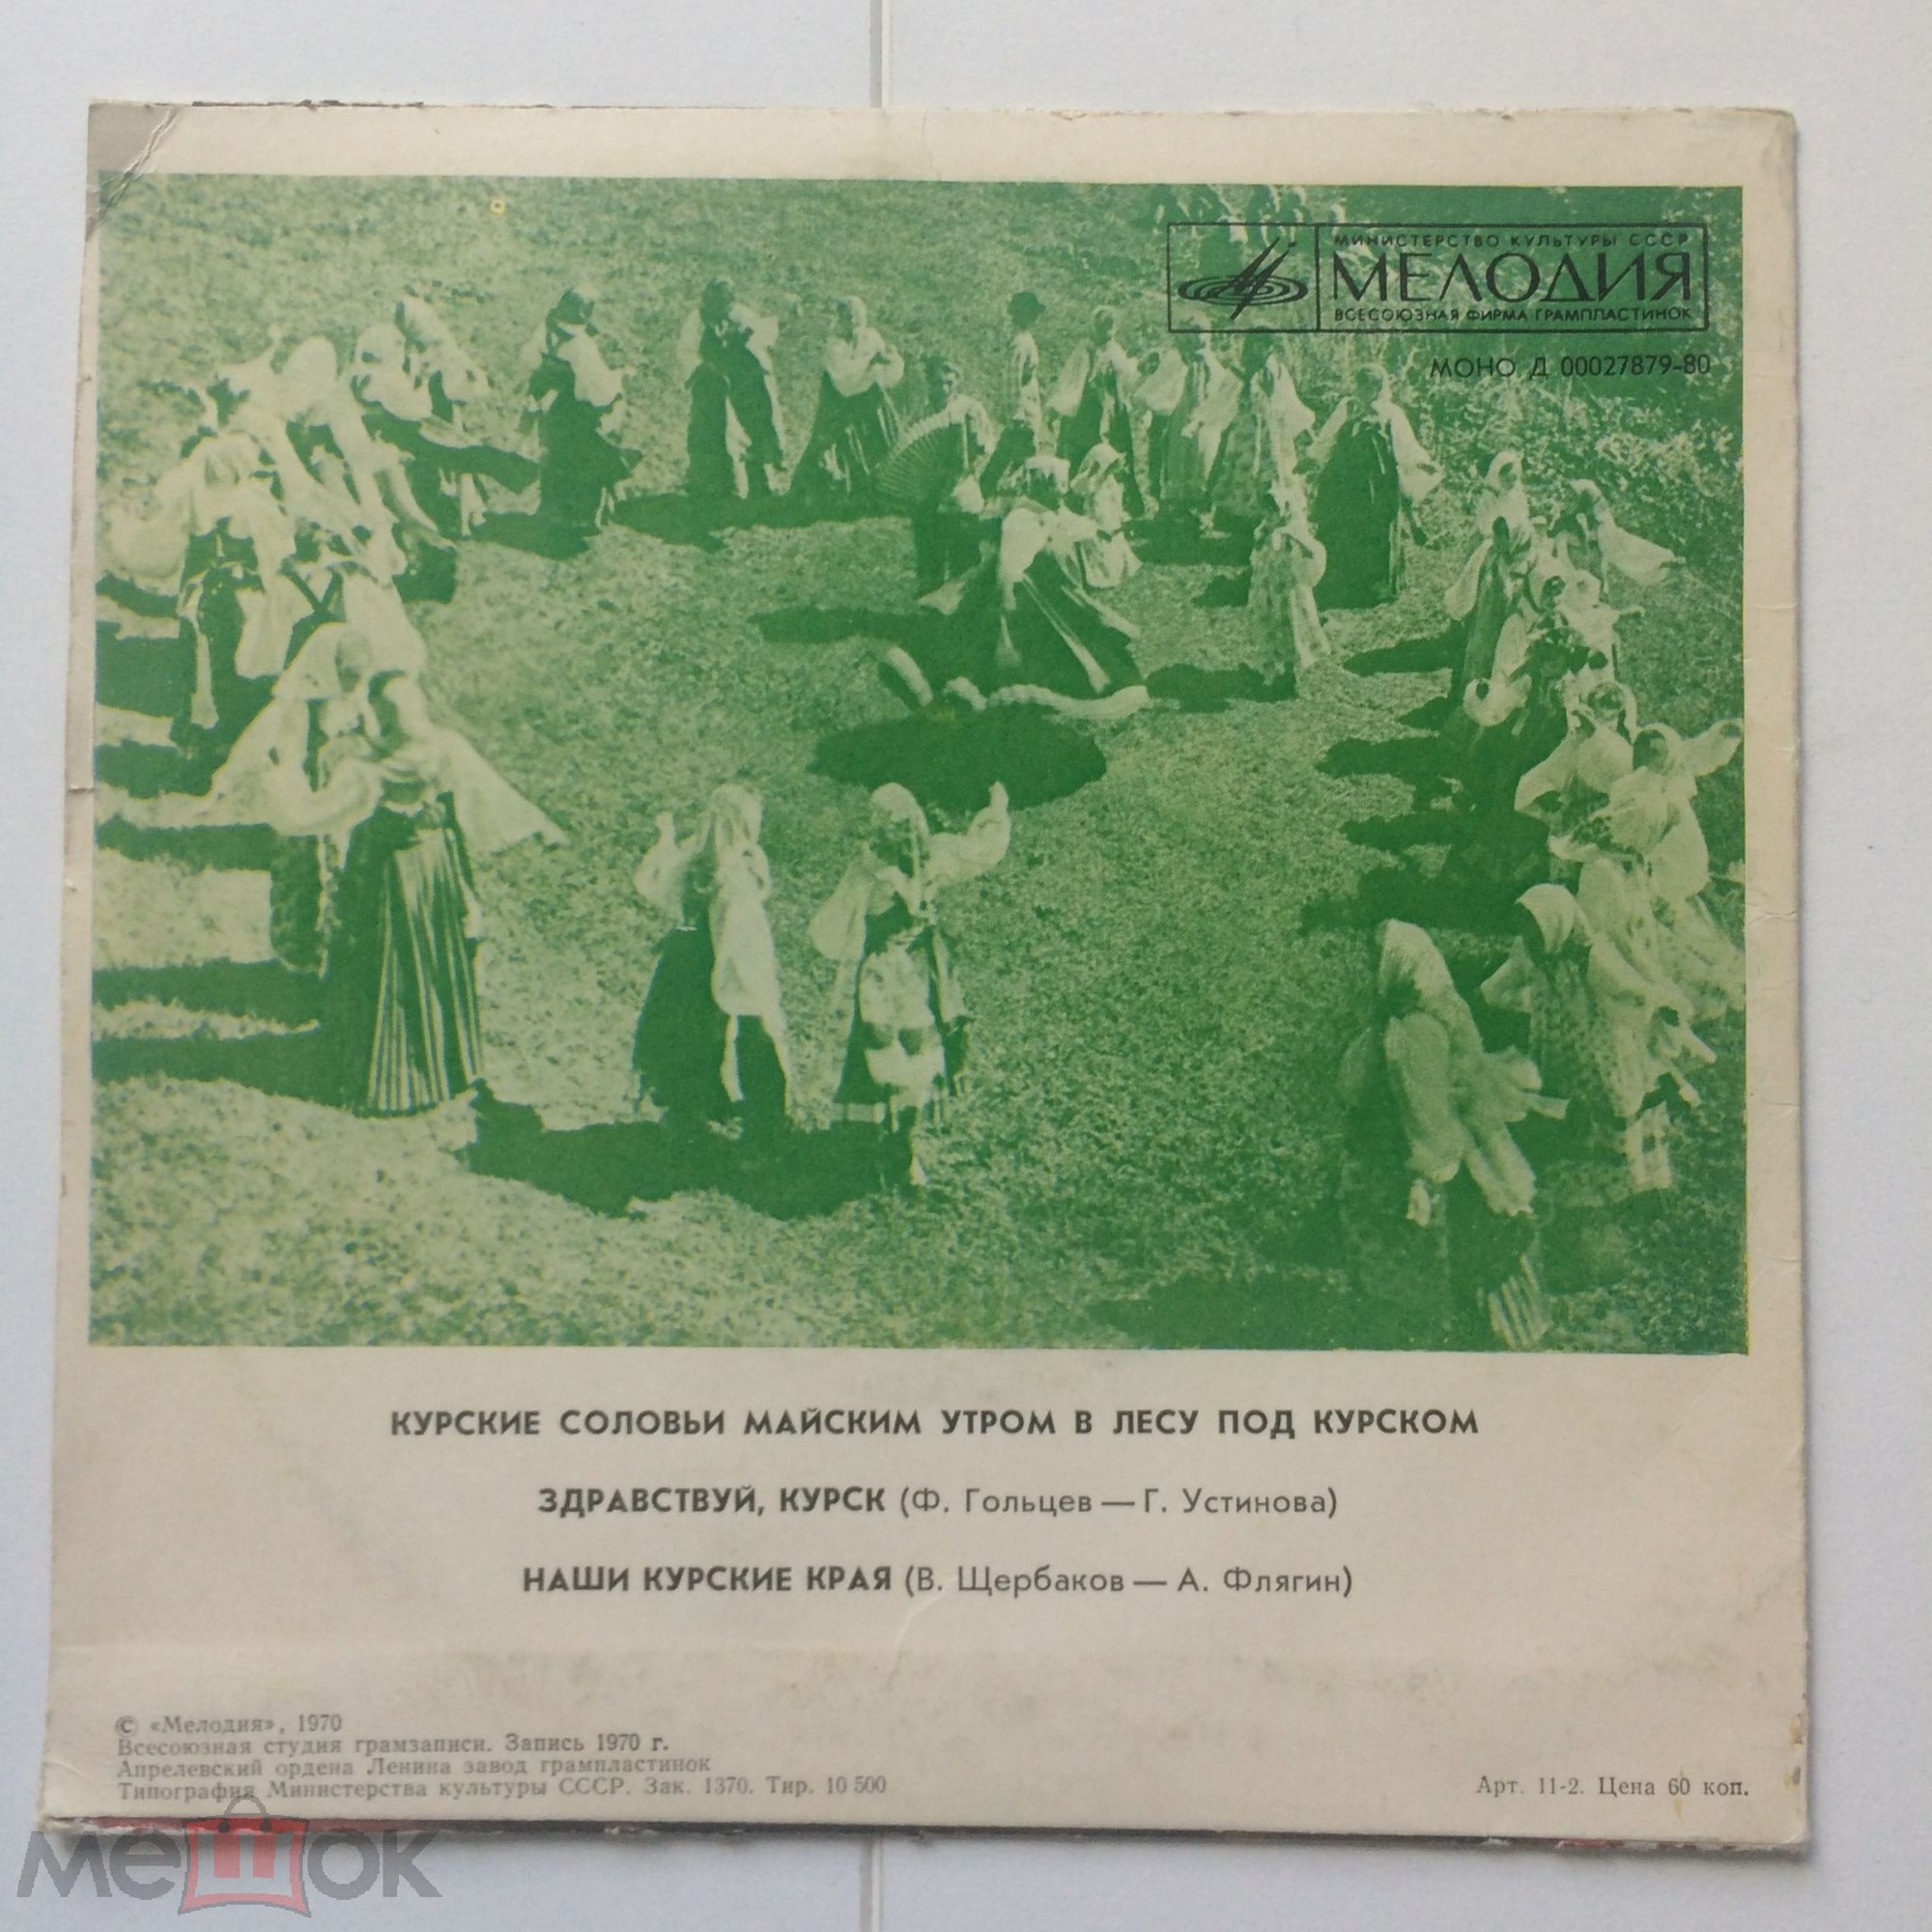 МИНИСТЕРСТВО КУЛЬТУРЫ СССР
МЕЛОДИЯ
ВСЕСОЮЗНАЯ ФИРМА ГРАМПЛАСТИНОК
МОНО Д 00027879-80
КУРСКИЕ СОЛОВЬИ МАЙСКИМ УТРОМ В ЛЕСУ ПОД КУРСКОМ
ЗДРАВСТВУЙ, КУРСК (Ф. Гольцев — Г. Устинова)
НАШИ КУРСКИЕ КРАЯ (В. Щербаков — А. Флягин)
© «Мелодия», 1970
Всесоюзная студия грамзаписи. Запись 1970 г.
Апрелевский ордена Ленина завод грампластинок
Типография Министерства культуры СССР. Зак. 1370. Тир. 10 500
Арт. 11-2. Цена 60 коп.
мешок